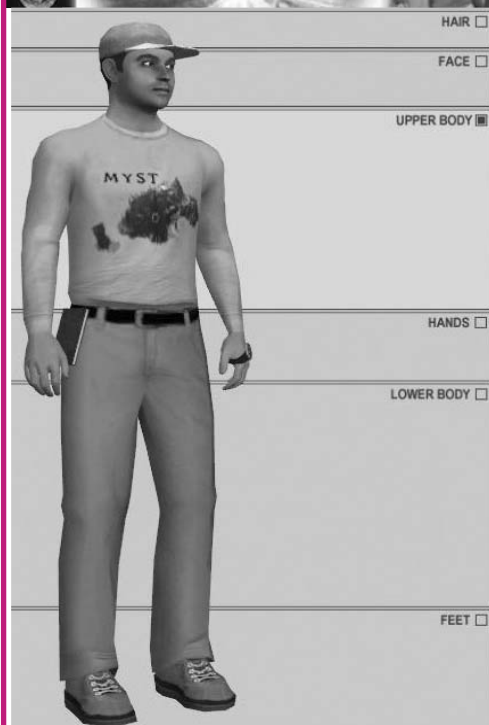 HAIR
FACE
UPPER BODY
MYST
HANDS
LOWER BODY
FEET